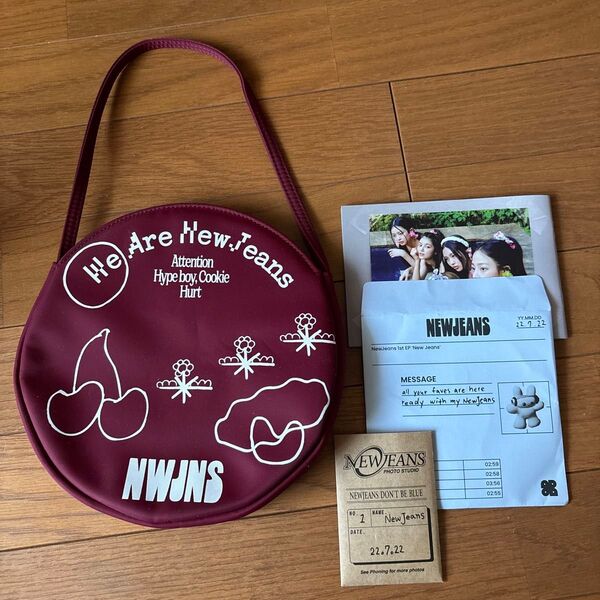 We Are New Jeans
Attention
Hype boy, Cookie
Hurt
NWJNS
NEWJEANS
YY.MM.DD
22.7.22
NewJeans 1st EP 'New Jeans'
MESSAGE
all your faves are here
ready with my NewJeans
02:59
02:58
03:56
02:55
NEWJEANS
PHOTO STUDIO
NEWJEANS DON'T BE BLUE
NO. 1 NAME. NewJeans
DATE.
22.7.22
See Phoning for more photos